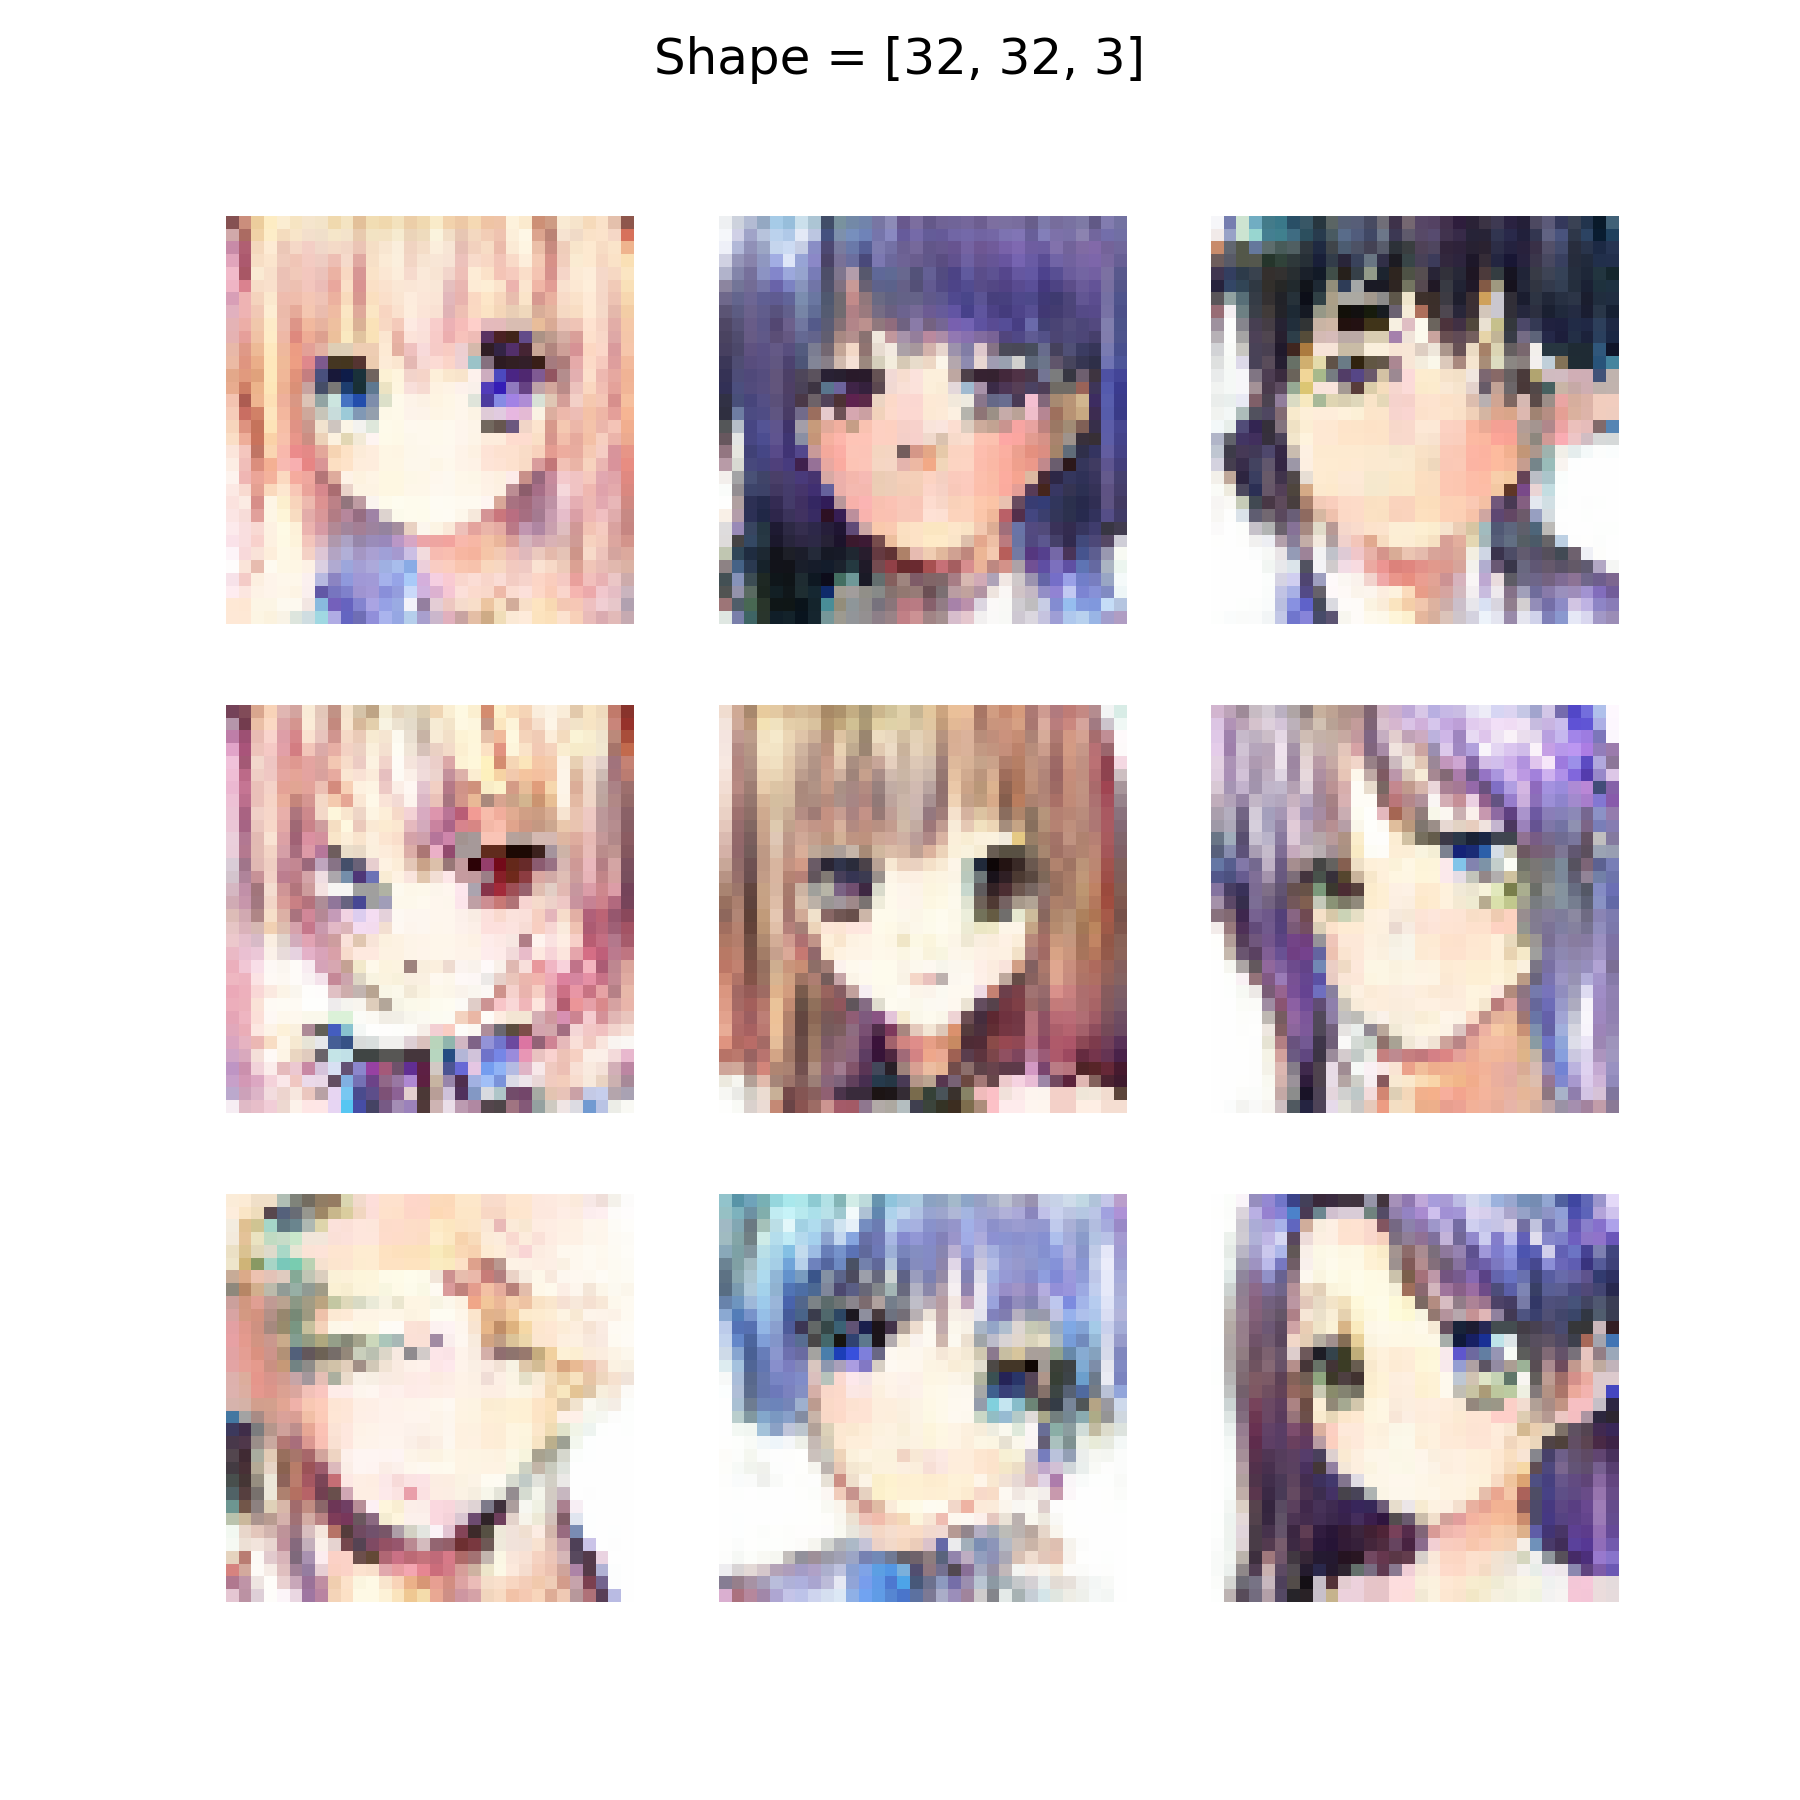 Shape = [32, 32, 3]